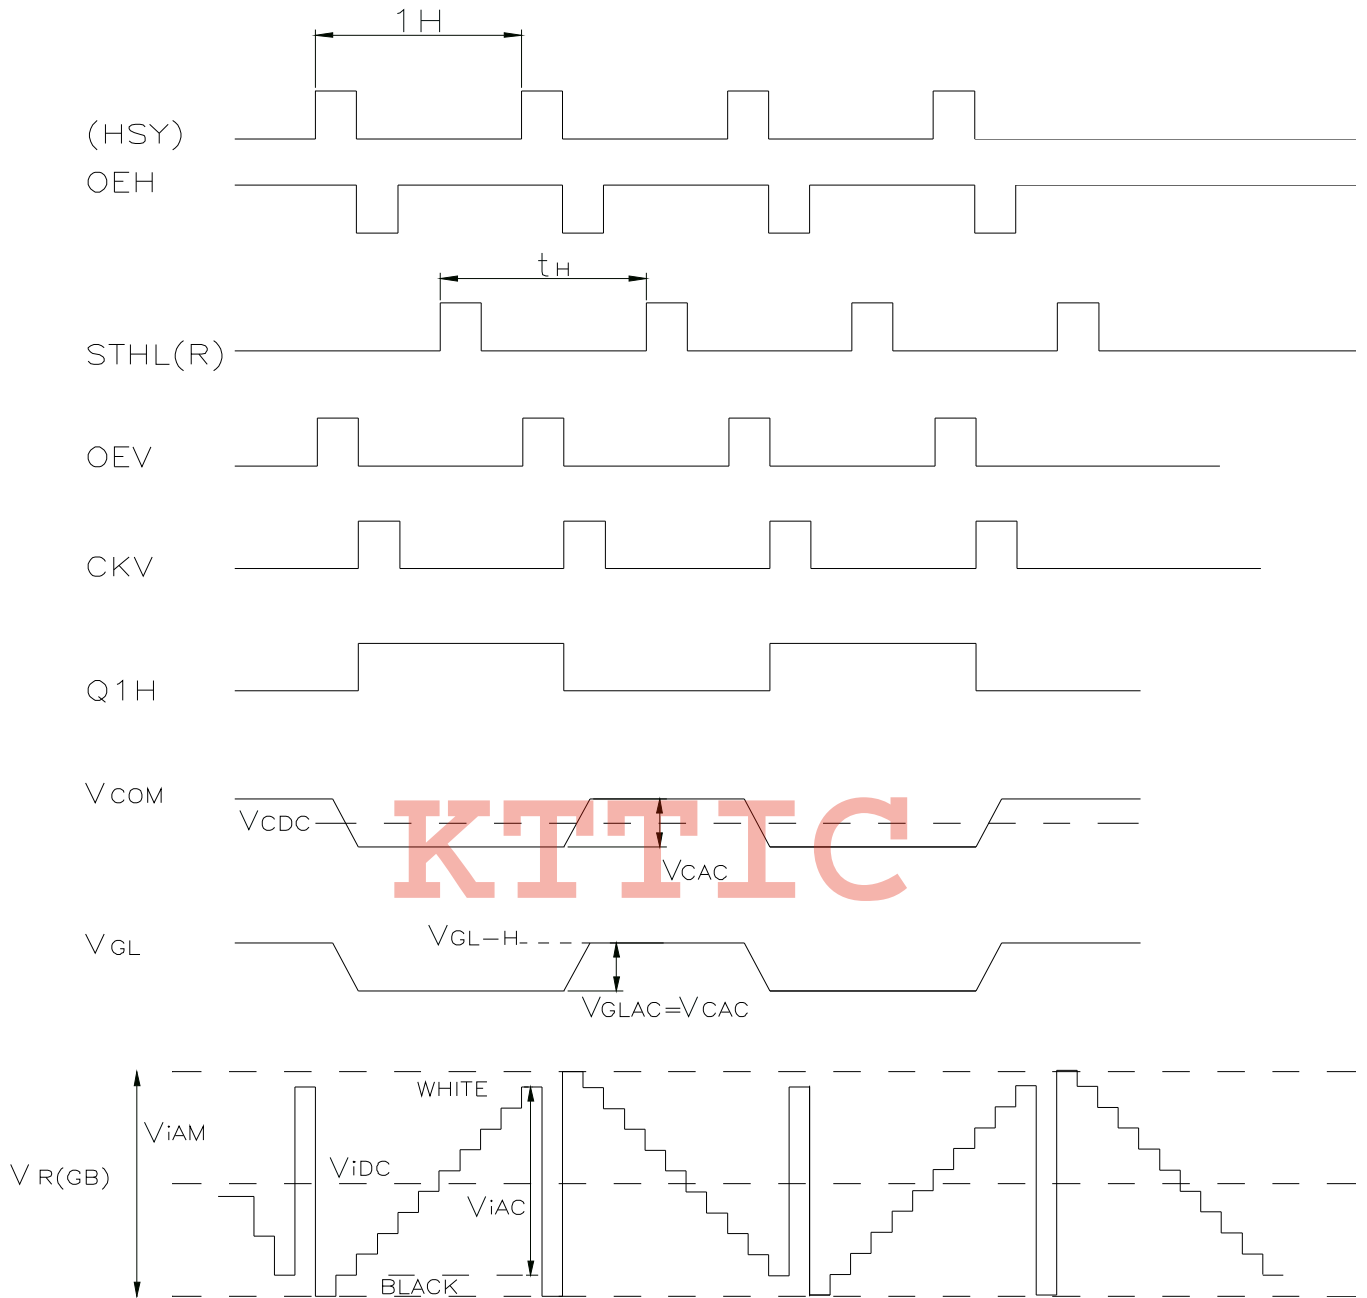 1H
(HSY)
OEH
tH
STHL(R)
OEV
CKV
Q1H
VCOM
VCDC
KTTIC
VCAC
VGL-H
VGL
VGLAC=VCAC
WHITE
ViAM
ViDC
V R(GB)
ViAC
BLACK